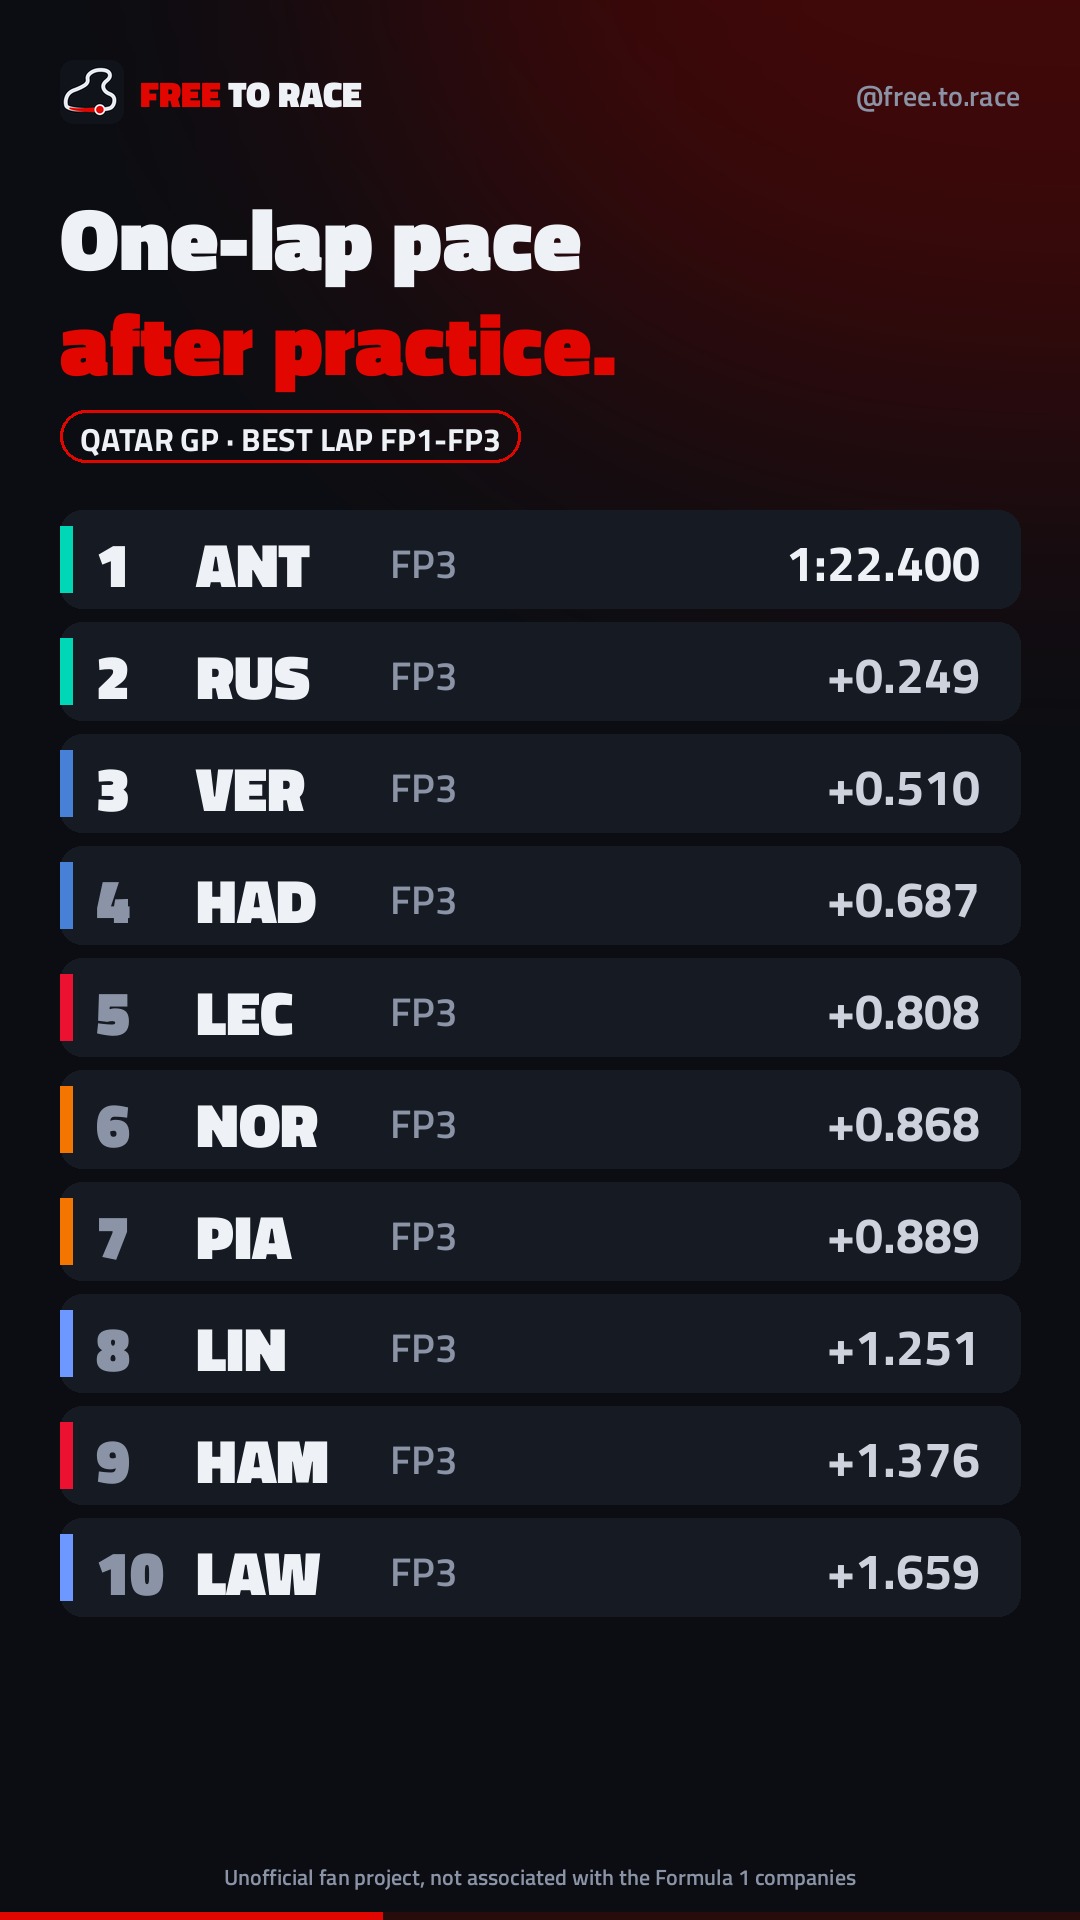 FREE TO RACE
@free.to.race
One-lap pace
after practice.
QATAR GP · BEST LAP FP1-FP3
1 ANT FP3 1:22.400
2 RUS FP3 +0.249
3 VER FP3 +0.510
4 HAD FP3 +0.687
5 LEC FP3 +0.808
6 NOR FP3 +0.868
7 PIA FP3 +0.889
8 LIN FP3 +1.251
9 HAM FP3 +1.376
10 LAW FP3 +1.659
Unofficial fan project, not associated with the Formula 1 companies